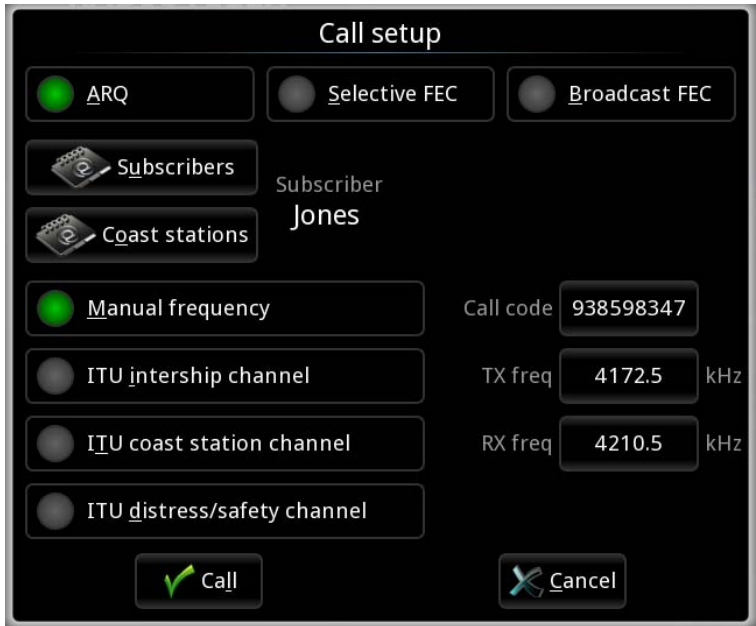 Call setup
ARQ
Selective FEC
Broadcast FEC
Subscribers
Subscriber
Jones
Coast stations
Manual frequency
Call code 938598347
ITU intership channel
TX freq 4172.5 kHz
ITU coast station channel
RX freq 4210.5 kHz
ITU distress/safety channel
Call
Cancel